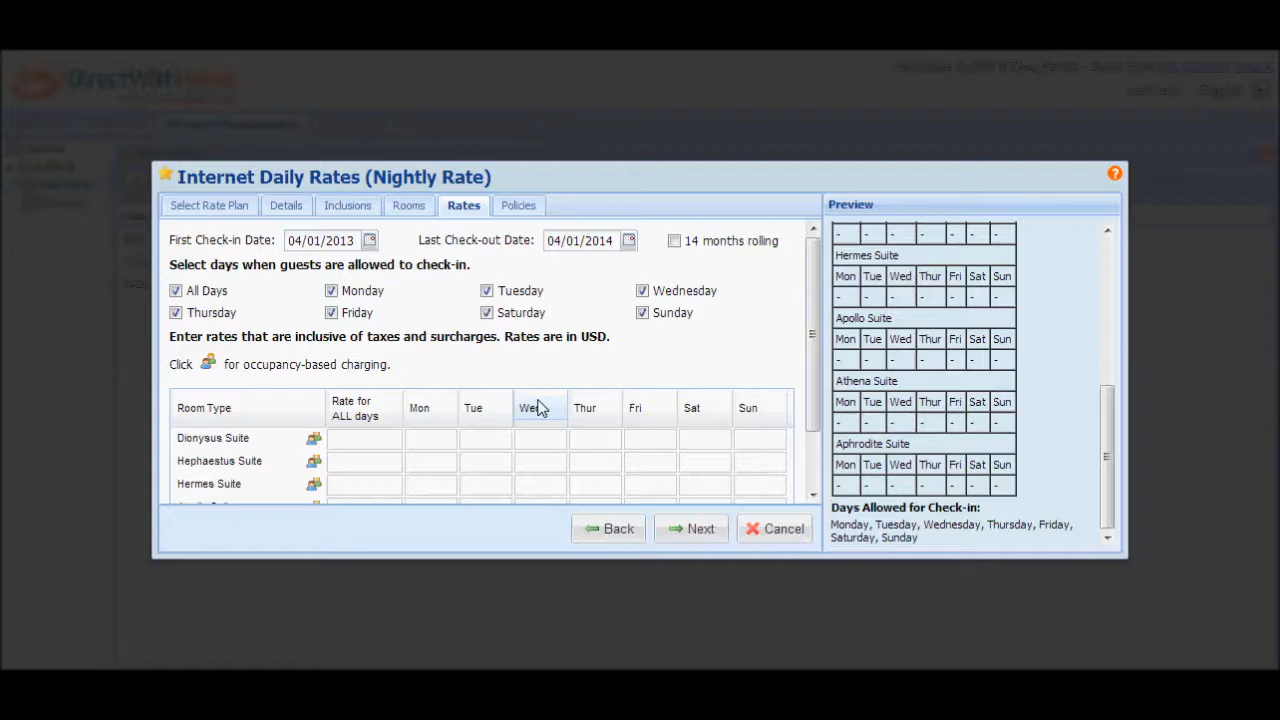 Internet Daily Rates (Nightly Rate)
Select Rate Plan Details Inclusions Rooms Rates Policies
First Check-in Date: 04/01/2013 Last Check-out Date: 04/01/2014 14 months rolling
Select days when guests are allowed to check-in.
All Days Monday Tuesday Wednesday
Thursday Friday Saturday Sunday
Enter rates that are inclusive of taxes and surcharges. Rates are in USD.
Click for occupancy-based charging.
Room Type Rate for ALL days Mon Tue Thur Fri Sat Sun
Dionysus Suite
Hephaestus Suite
Hermes Suite
Back Next Cancel
Preview
- - - - - - -
Hermes Suite
Mon Tue Wed Thur Fri Sat Sun
- - - - - - -
Apollo Suite
Mon Tue Wed Thur Fri Sat Sun
- - - - - - -
Athena Suite
Mon Tue Wed Thur Fri Sat Sun
- - - - - - -
Aphrodite Suite
Mon Tue Wed Thur Fri Sat Sun
- - - - - - -
Days Allowed for Check-in:
Monday, Tuesday, Wednesday, Thursday, Friday,
Saturday, Sunday